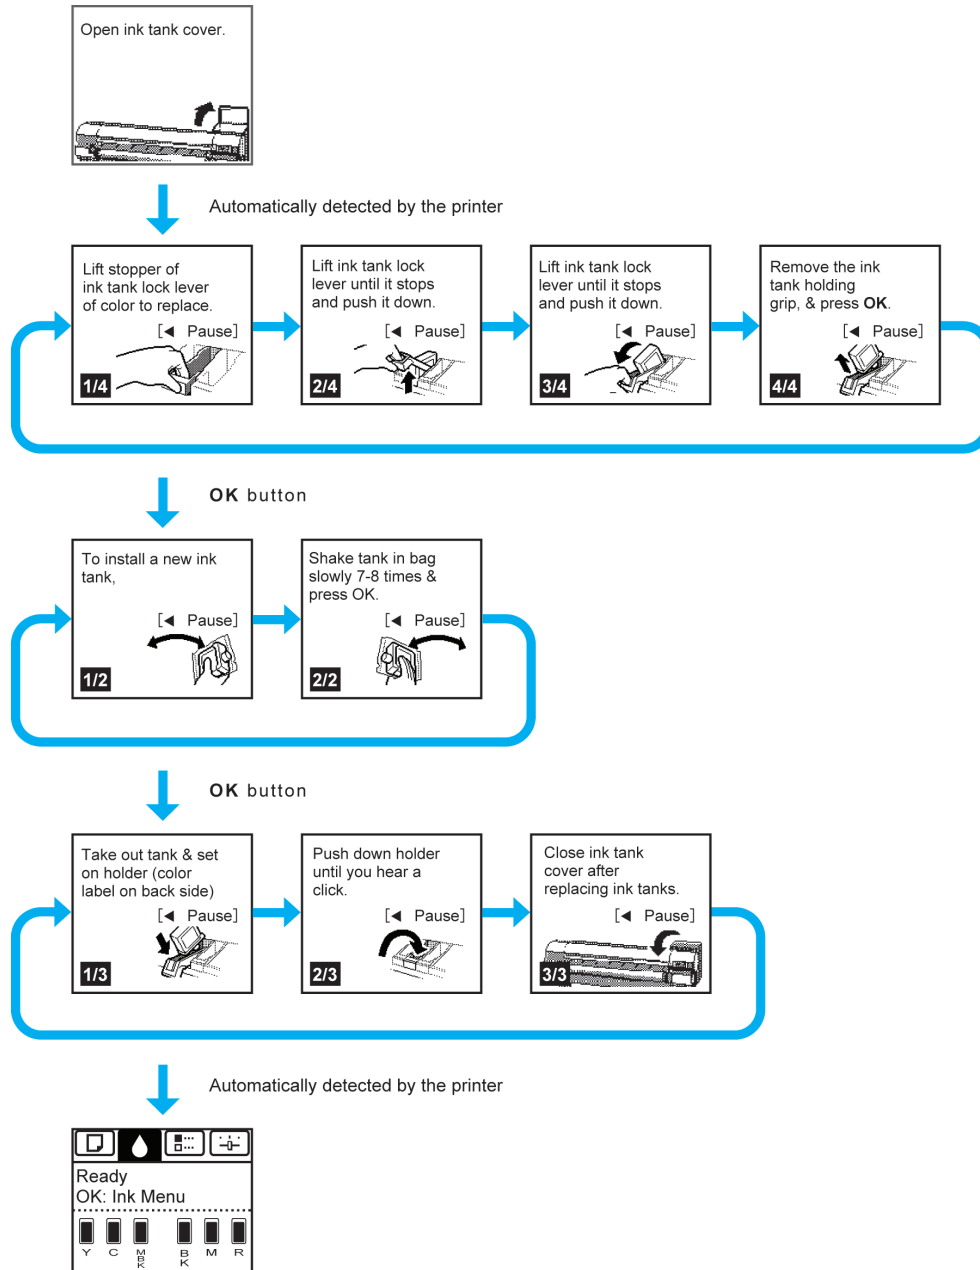 Open ink tank cover.
Automatically detected by the printer
Lift stopper of
ink tank lock lever
of color to replace.
[◀ Pause]
1/4
Lift ink tank lock
lever until it stops
and push it down.
[◀ Pause]
2/4
Lift ink tank lock
lever until it stops
and push it down.
[◀ Pause]
3/4
Remove the ink
tank holding
grip, & press OK.
[◀ Pause]
4/4
OK button
To install a new ink
tank,
[◀ Pause]
1/2
Shake tank in bag
slowly 7-8 times &
press OK.
[◀ Pause]
2/2
OK button
Take out tank & set
on holder (color
label on back side)
[◀ Pause]
1/3
Push down holder
until you hear a
click.
[◀ Pause]
2/3
Close ink tank
cover after
replacing ink tanks.
[◀ Pause]
3/3
Automatically detected by the printer
Ready
OK: Ink Menu
Y C MBK BK M R